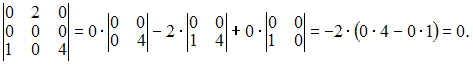 |0 2 0|
|0 0 0| = 0·|0 0; 0 4| − 2·|0 0; 1 4| + 0·|0 0; 1 0| = −2·(0·4 − 0·1) = 0.
|1 0 4|